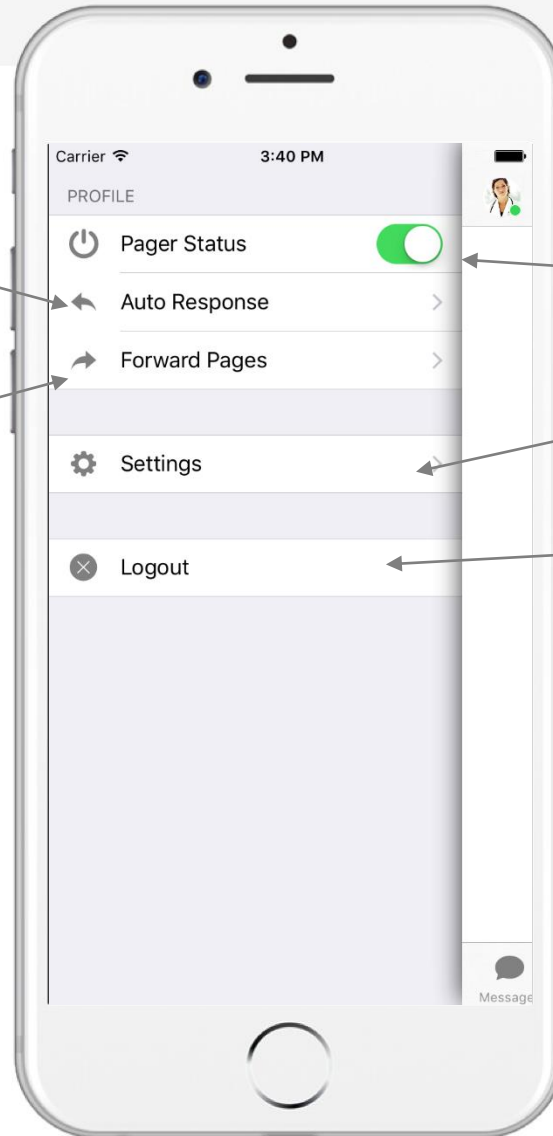 Carrier 3:40 PM
PROFILE
Pager Status
Auto Response
Forward Pages
Settings
Logout
Message